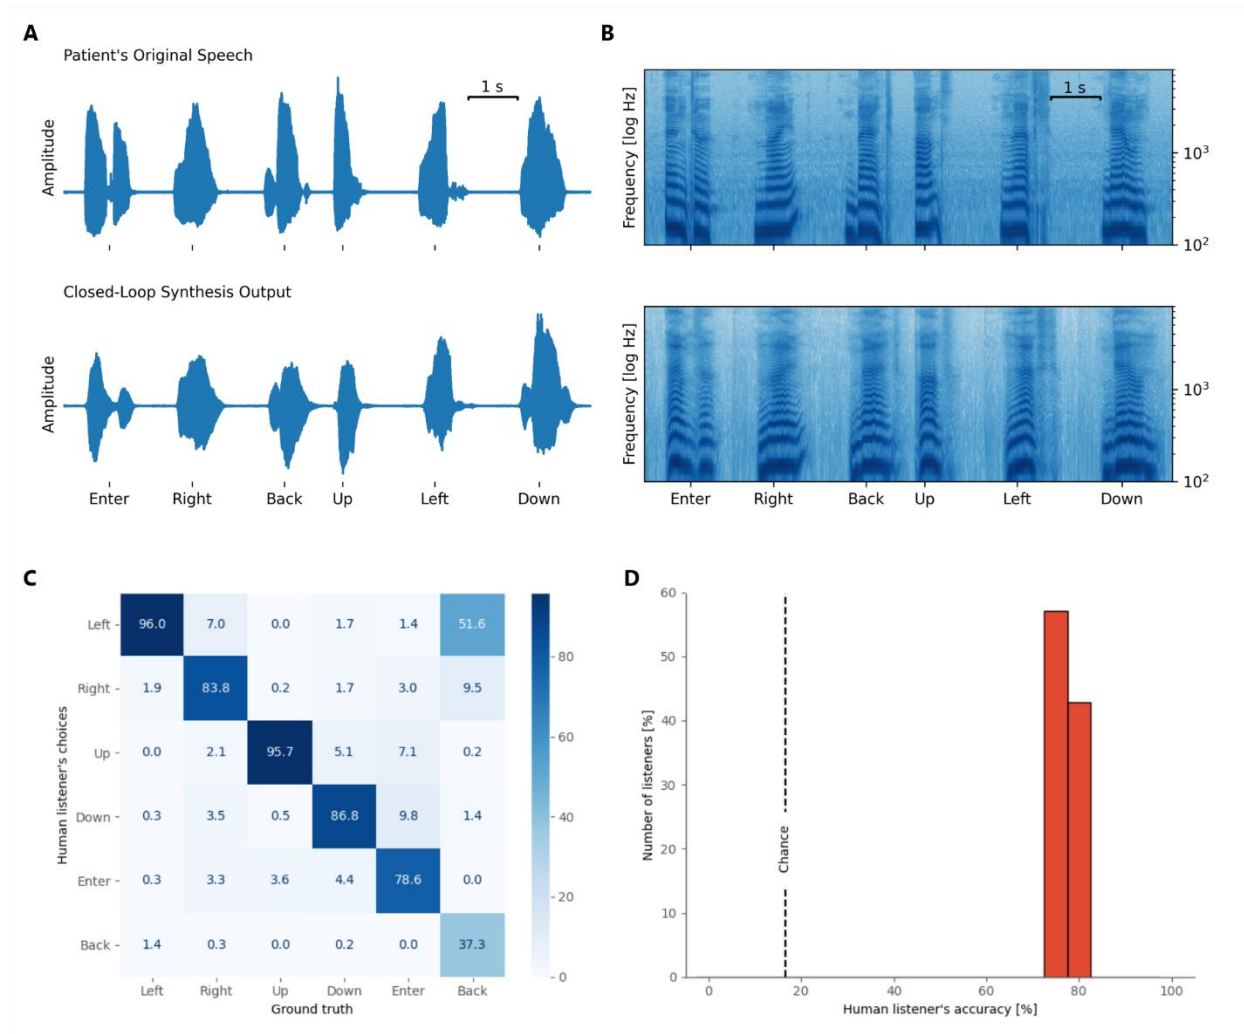 A
Patient's Original Speech
Amplitude
1 s
Closed-Loop Synthesis Output
Amplitude
Enter Right Back Up Left Down
B
Frequency [log Hz]
1 s
10³
10²
Frequency [log Hz]
10³
10²
Enter Right Back Up Left Down
C
Human listener's choices
Left 96.0 7.0 0.0 1.7 1.4 51.6
Right 1.9 83.8 0.2 1.7 3.0 9.5
Up 0.0 2.1 95.7 5.1 7.1 0.2
Down 0.3 3.5 0.5 86.8 9.8 1.4
Enter 0.3 3.3 3.6 4.4 78.6 0.0
Back 1.4 0.3 0.0 0.2 0.0 37.3
Left Right Up Down Enter Back
Ground truth
80
60
40
20
0
D
Number of listeners [%]
60
50
40
30
20
10
0
Chance
0 20 40 60 80 100
Human listener's accuracy [%]